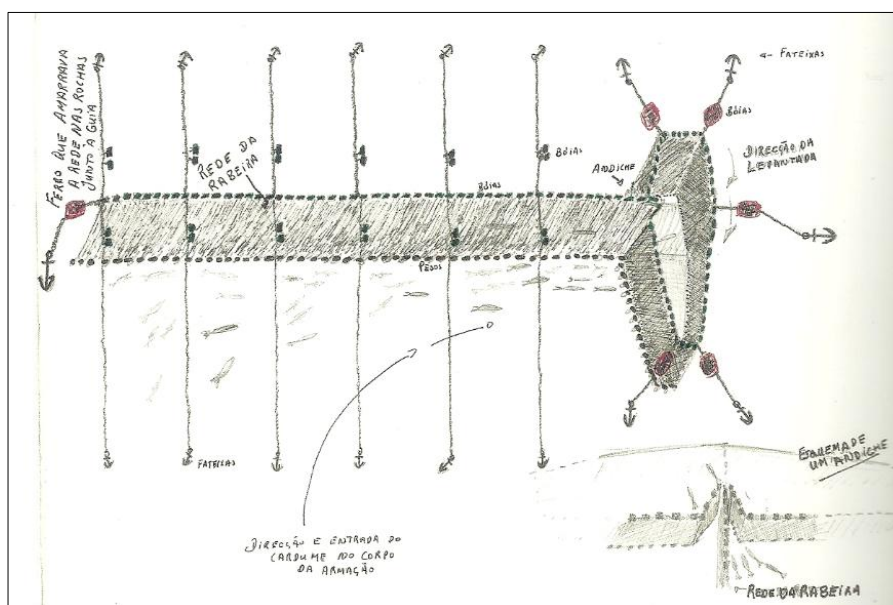 FERRO QUE AMARRAVA
A REDE NAS ROCHAS
JUNTO A GUIA
REDE DA
RABEIRA
BÓIAS
BÓIAS
ANDICHE
← FATEIXAS
BÓIAS
DIRECÇÃO DA
LEVANTADA
PESOS
FATEIXAS
DIRECÇÃO E ENTRADA DO
CARDUME NO CORPO
DA ARMAÇÃO
ESQUEMA DE
UM ANDICHE
REDE DA RABEIRA